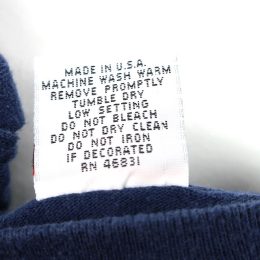 MADE IN U.S.A.
MACHINE WASH WARM
REMOVE PROMPTLY
TUMBLE DRY
LOW SETTING
DO NOT BLEACH
DO NOT DRY CLEAN
DO NOT IRON
IF DECORATED
RN 46831